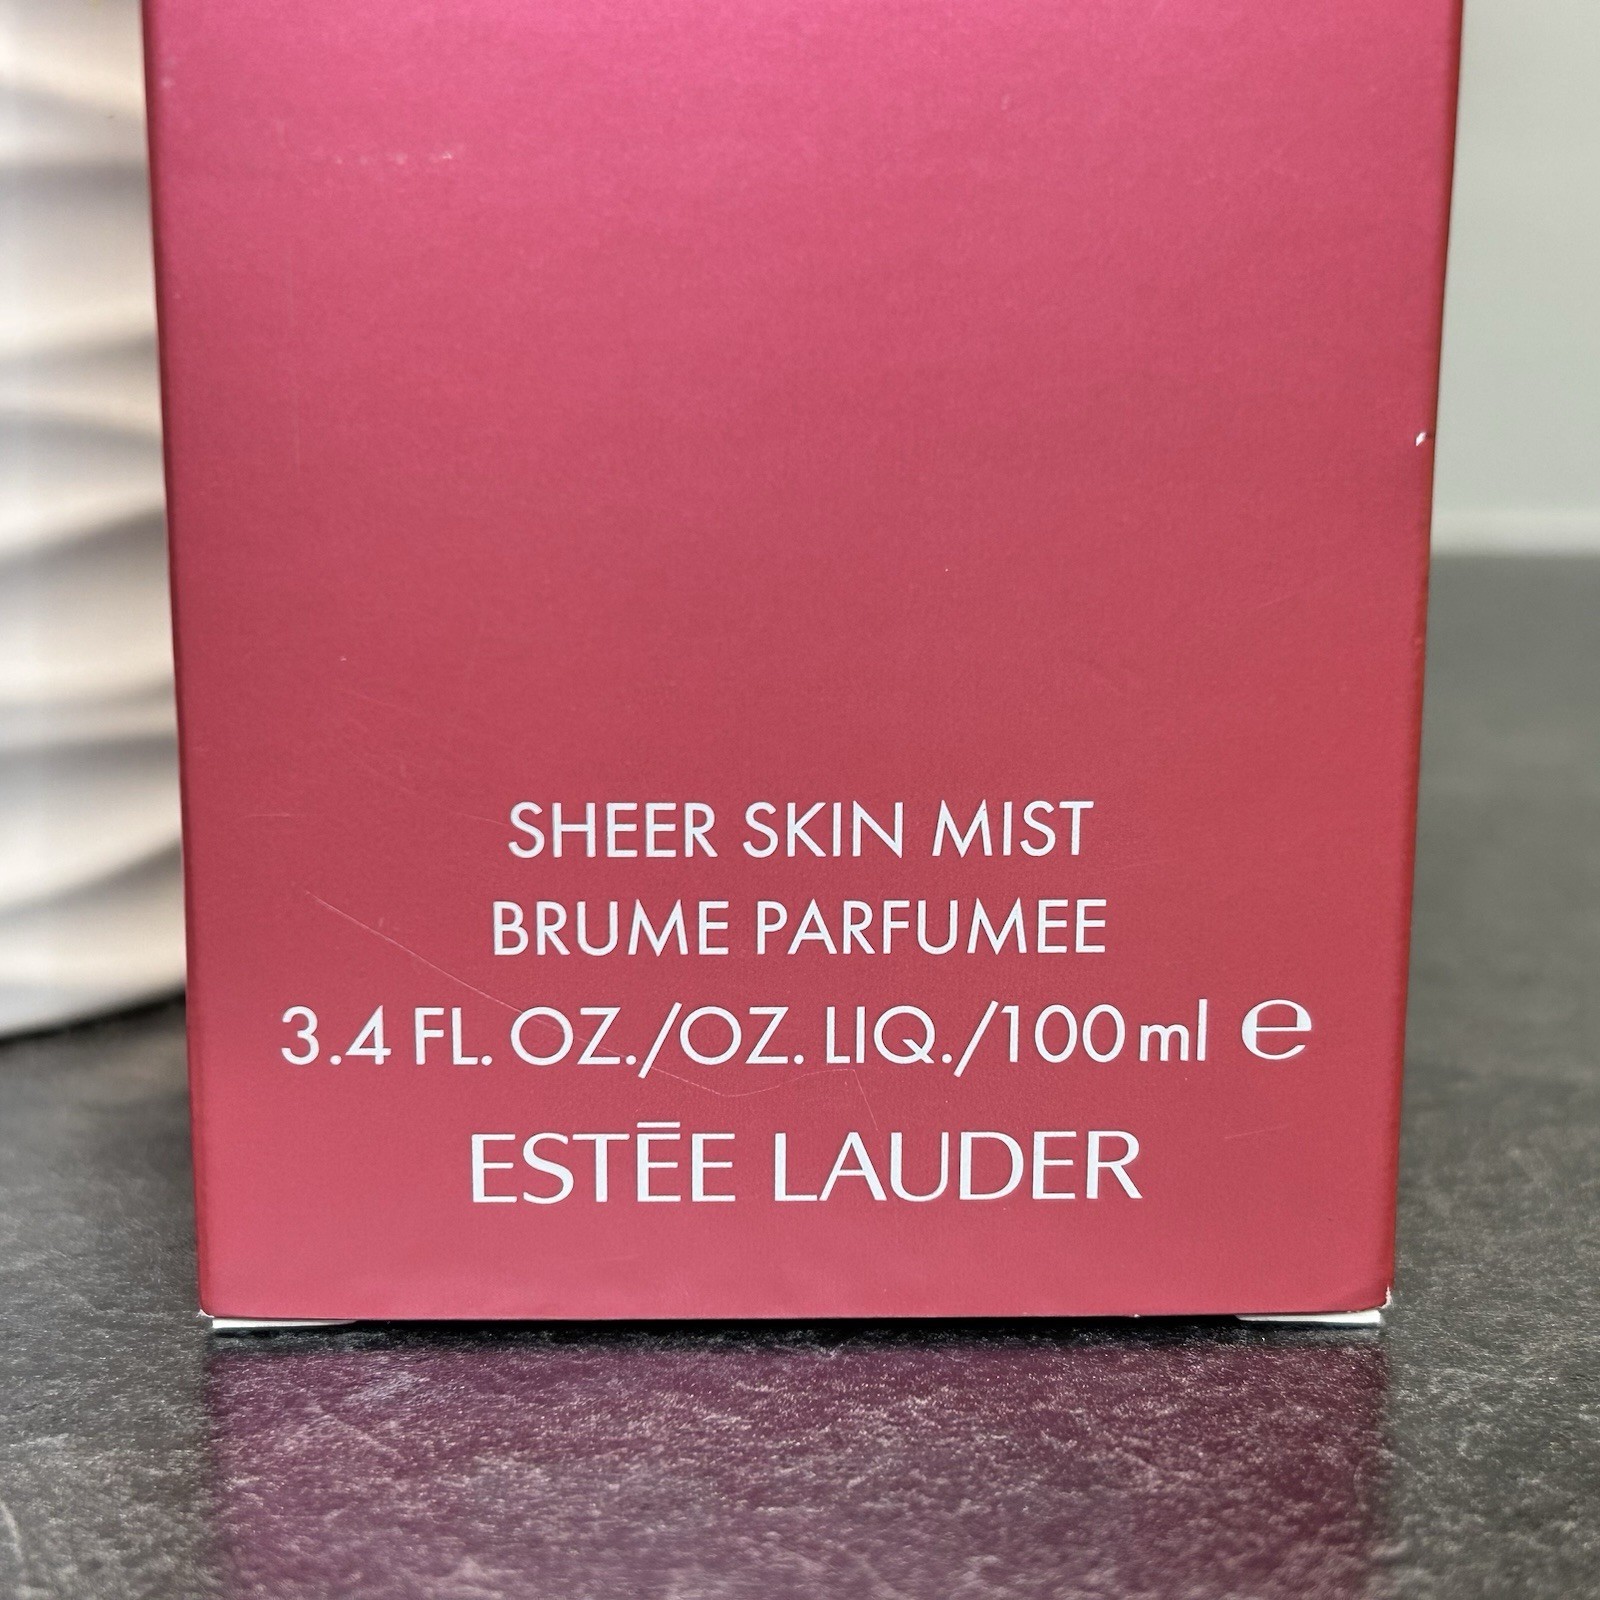 SHEER SKIN MIST
BRUME PARFUMEE
3.4 FL. OZ./OZ. LIQ./100 ml ℮
ESTĒE LAUDER